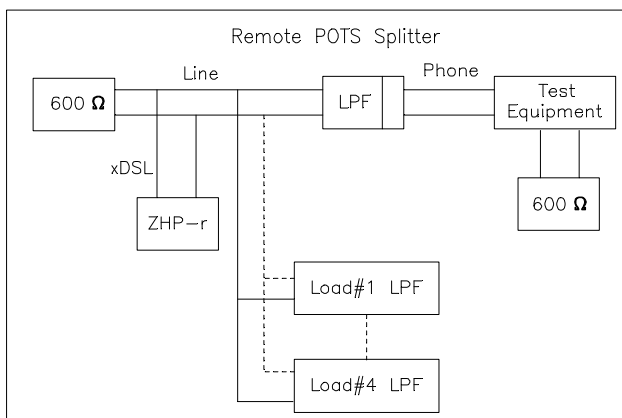 Remote POTS Splitter
Line
Phone
600 Ω
LPF
Test
Equipment
xDSL
ZHP-r
600 Ω
Load#1 LPF
Load#4 LPF